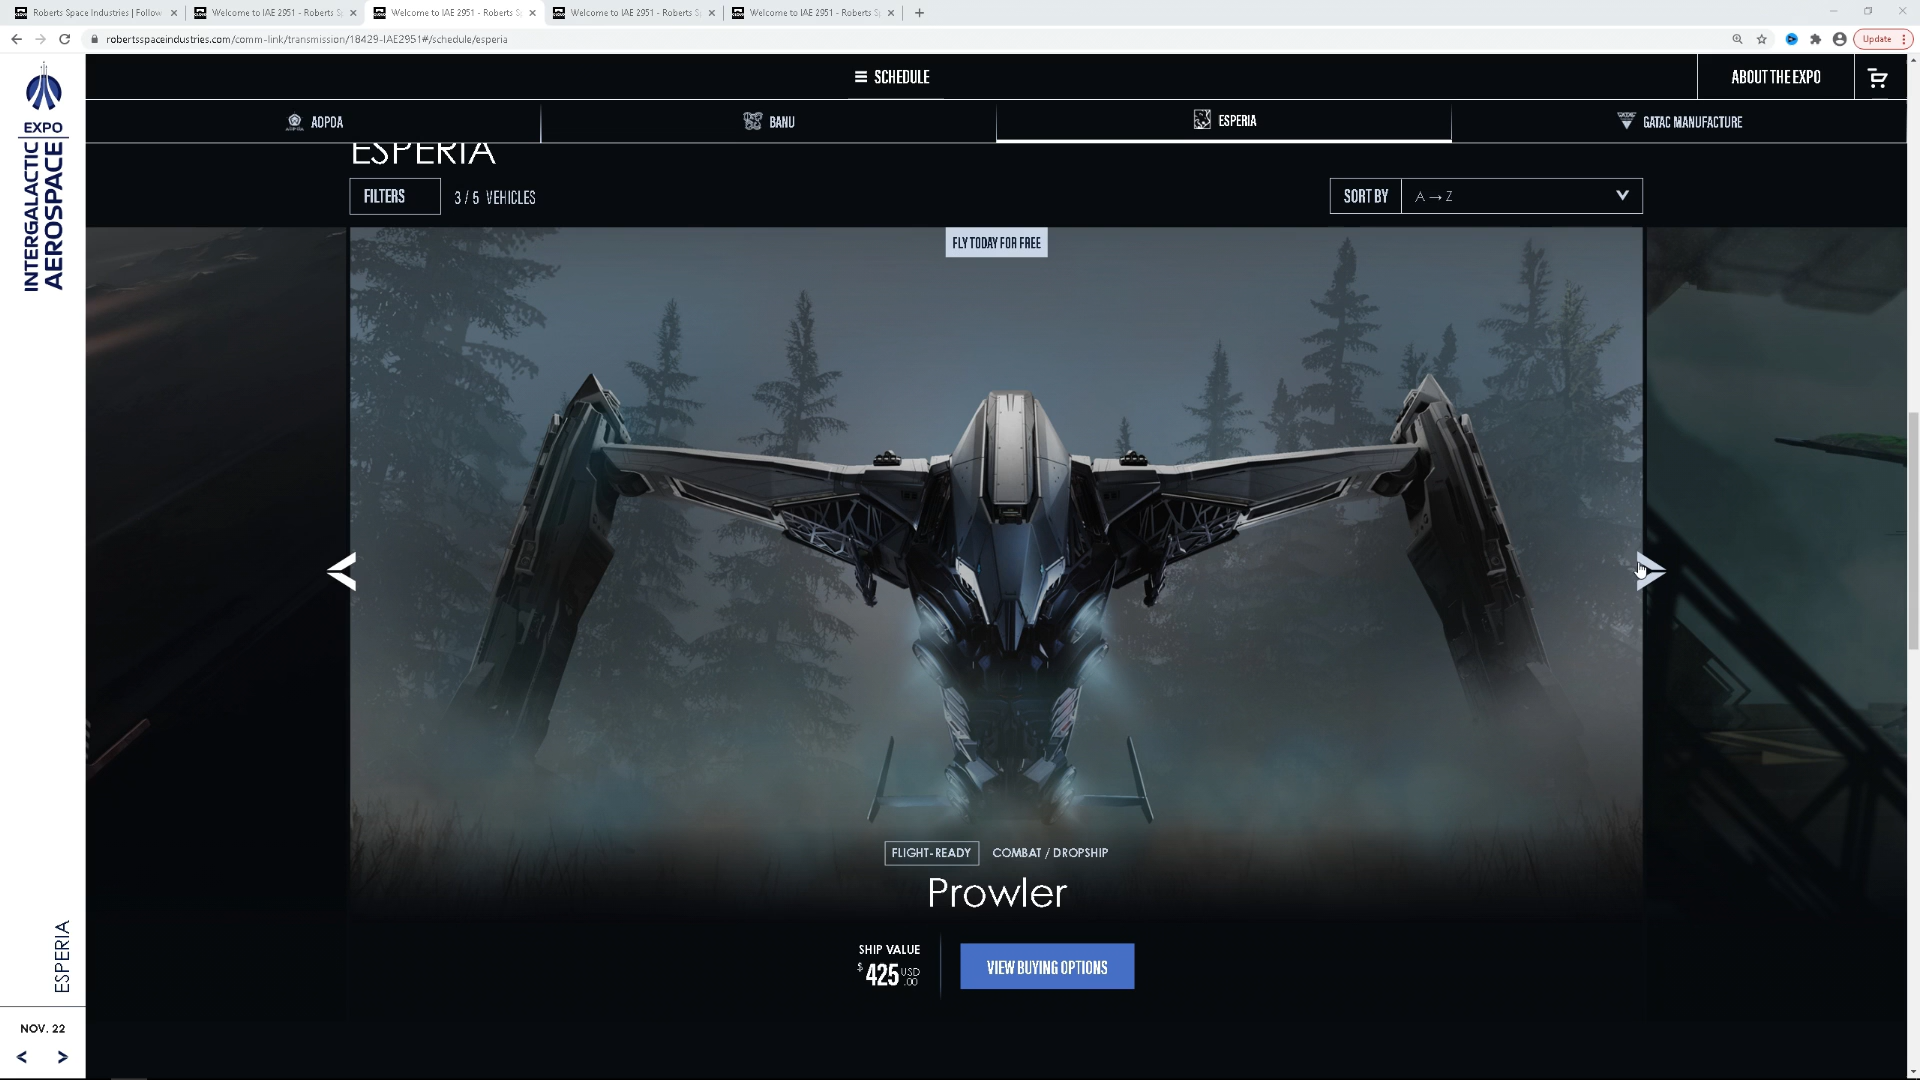 Roberts Space Industries | Follow
Welcome to IAE 2951 - Roberts S
Welcome to IAE 2951 - Roberts S
Welcome to IAE 2951 - Roberts S
Welcome to IAE 2951 - Roberts S
robertsspaceindustries.com/comm-link/transmission/18429-IAE2951#/schedule/esperia
Update
SCHEDULE
ABOUT THE EXPO
EXPO
INTERGALACTIC
AEROSPACE
AOPOA
BANU
ESPERIA
GATAC MANUFACTURE
ESPERIA
FILTERS
3 / 5 VEHICLES
SORT BY
A → Z
FLY TODAY FOR FREE
FLIGHT-READY
COMBAT / DROPSHIP
Prowler
SHIP VALUE
$ 425 USD .00
VIEW BUYING OPTIONS
ESPERIA
NOV. 22